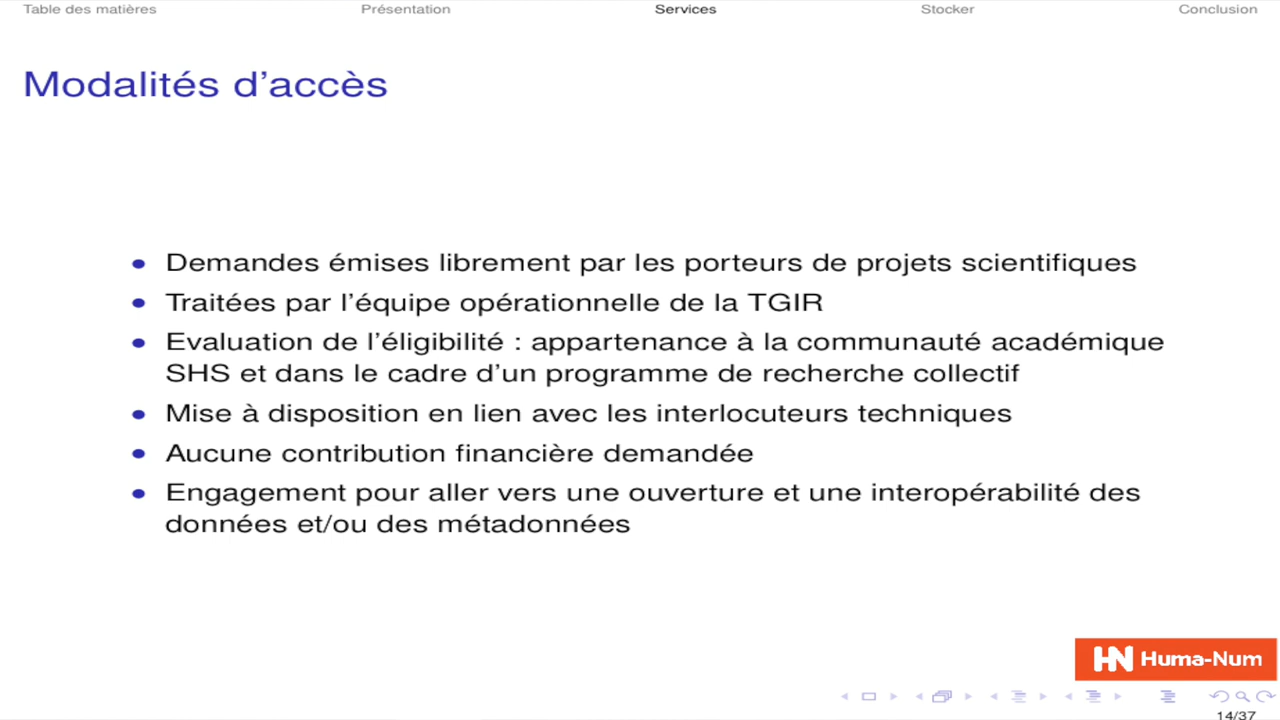 Table des matières Présentation Services Stocker Conclusion
Modalités d'accès
Demandes émises librement par les porteurs de projets scientifiques
Traitées par l'équipe opérationnelle de la TGIR
Evaluation de l'éligibilité : appartenance à la communauté académique
SHS et dans le cadre d'un programme de recherche collectif
Mise à disposition en lien avec les interlocuteurs techniques
Aucune contribution financière demandée
Engagement pour aller vers une ouverture et une interopérabilité des
données et/ou des métadonnées
HN Huma-Num
14/37